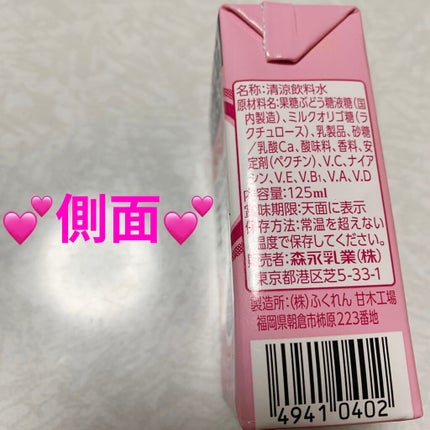 💕側面💕
名称:清涼飲料水
原材料名:果糖ぶどう糖液糖(国
内製造)、ミルクオリゴ糖(ラ
クチュロース)、乳製品、砂糖
/乳酸Ca、酸味料、香料、安
定剤(ペクチン)、V.C、ナイア
シン、V.E、V.B₁、V.A、V.D
内容量:125ml
賞味期限:天面に表示
保存方法:常温を超えない
温度で保存してください。
販売者:森永乳業(株)
東京都港区芝5-33-1
製造所:(株)ふくれん 甘木工場
福岡県朝倉市柿原223番地
49410402